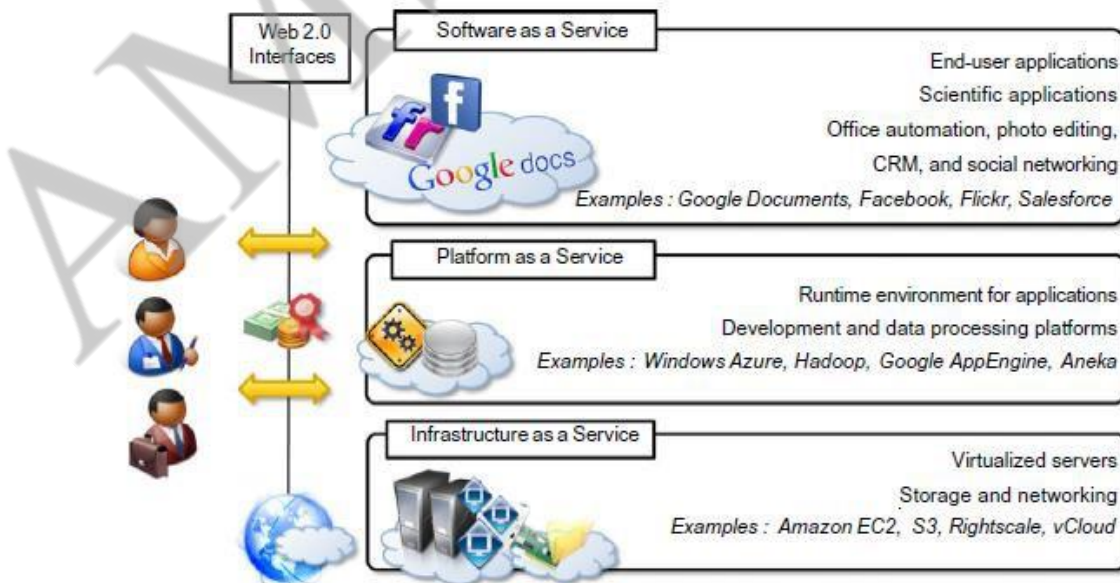 Web 2.0
Interfaces
Software as a Service
End-user applications
Scientific applications
Office automation, photo editing,
CRM, and social networking
Examples : Google Documents, Facebook, Flickr, Salesforce
f
fr
Google docs
Platform as a Service
Runtime environment for applications
Development and data processing platforms
Examples : Windows Azure, Hadoop, Google AppEngine, Aneka
Infrastructure as a Service
Virtualized servers
Storage and networking
Examples : Amazon EC2, S3, Rightscale, vCloud